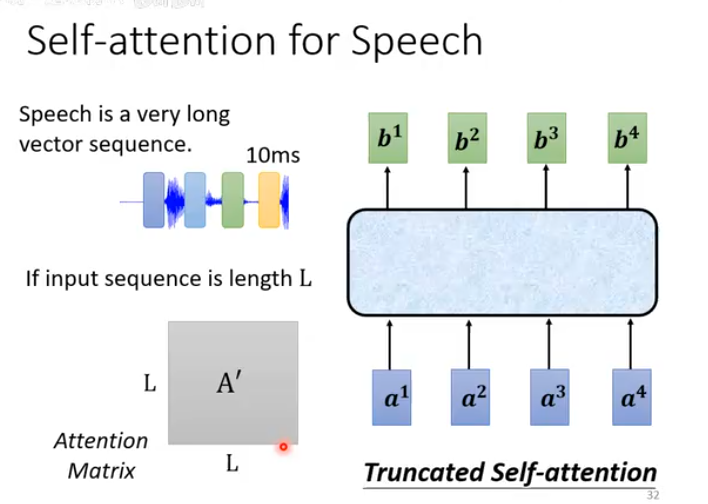 Self-attention for Speech
Speech is a very long
vector sequence.
10ms
If input sequence is length L
L
A′
Attention
Matrix
L
b¹ b² b³ b⁴
a¹ a² a³ a⁴
Truncated Self-attention
32